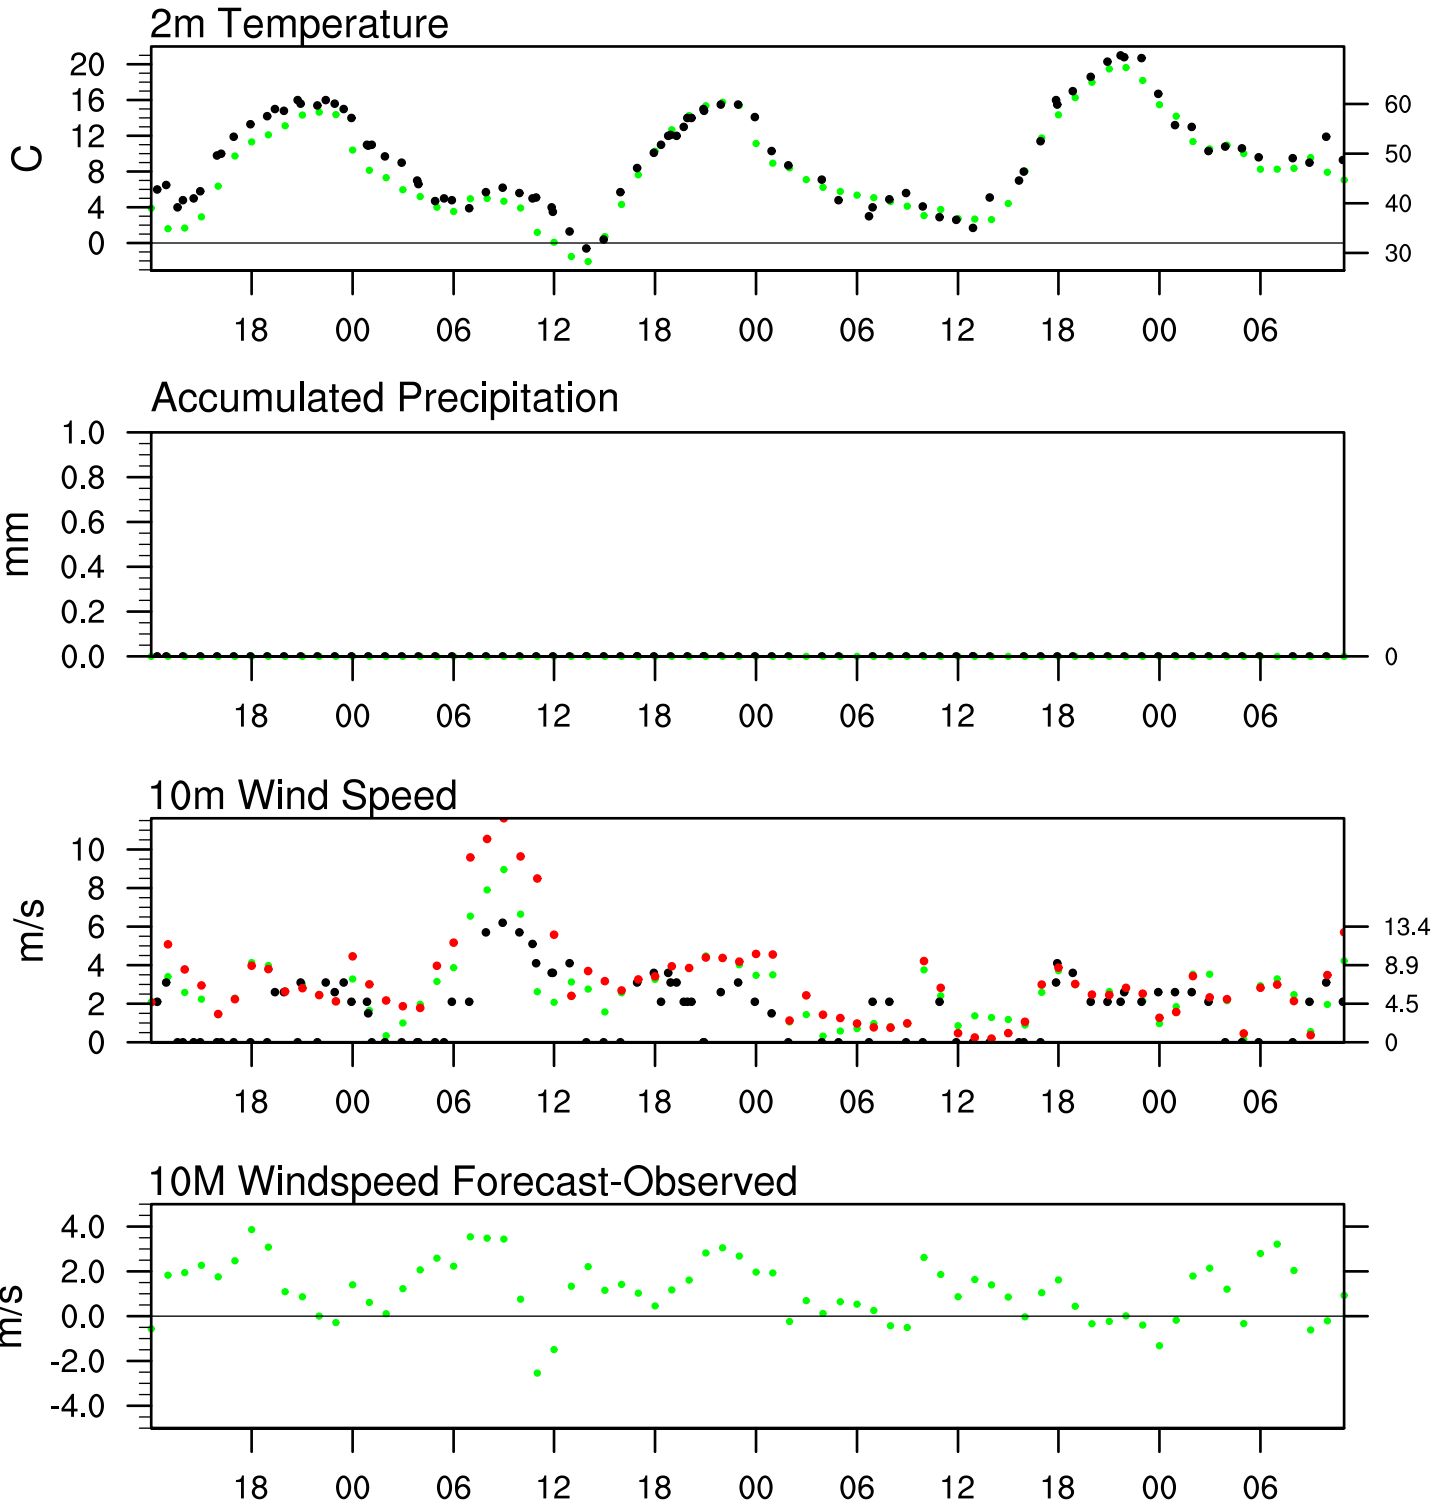 2m Temperature
20
16
12
8
4
0
C
60
50
40
30
18 00 06 12 18 00 06 12 18 00 06
Accumulated Precipitation
1.0
0.8
0.6
0.4
0.2
0.0
mm
0
18 00 06 12 18 00 06 12 18 00 06
10m Wind Speed
10
8
6
4
2
0
m/s
13.4
8.9
4.5
0
18 00 06 12 18 00 06 12 18 00 06
10M Windspeed Forecast-Observed
4.0
2.0
0.0
-2.0
-4.0
m/s
18 00 06 12 18 00 06 12 18 00 06